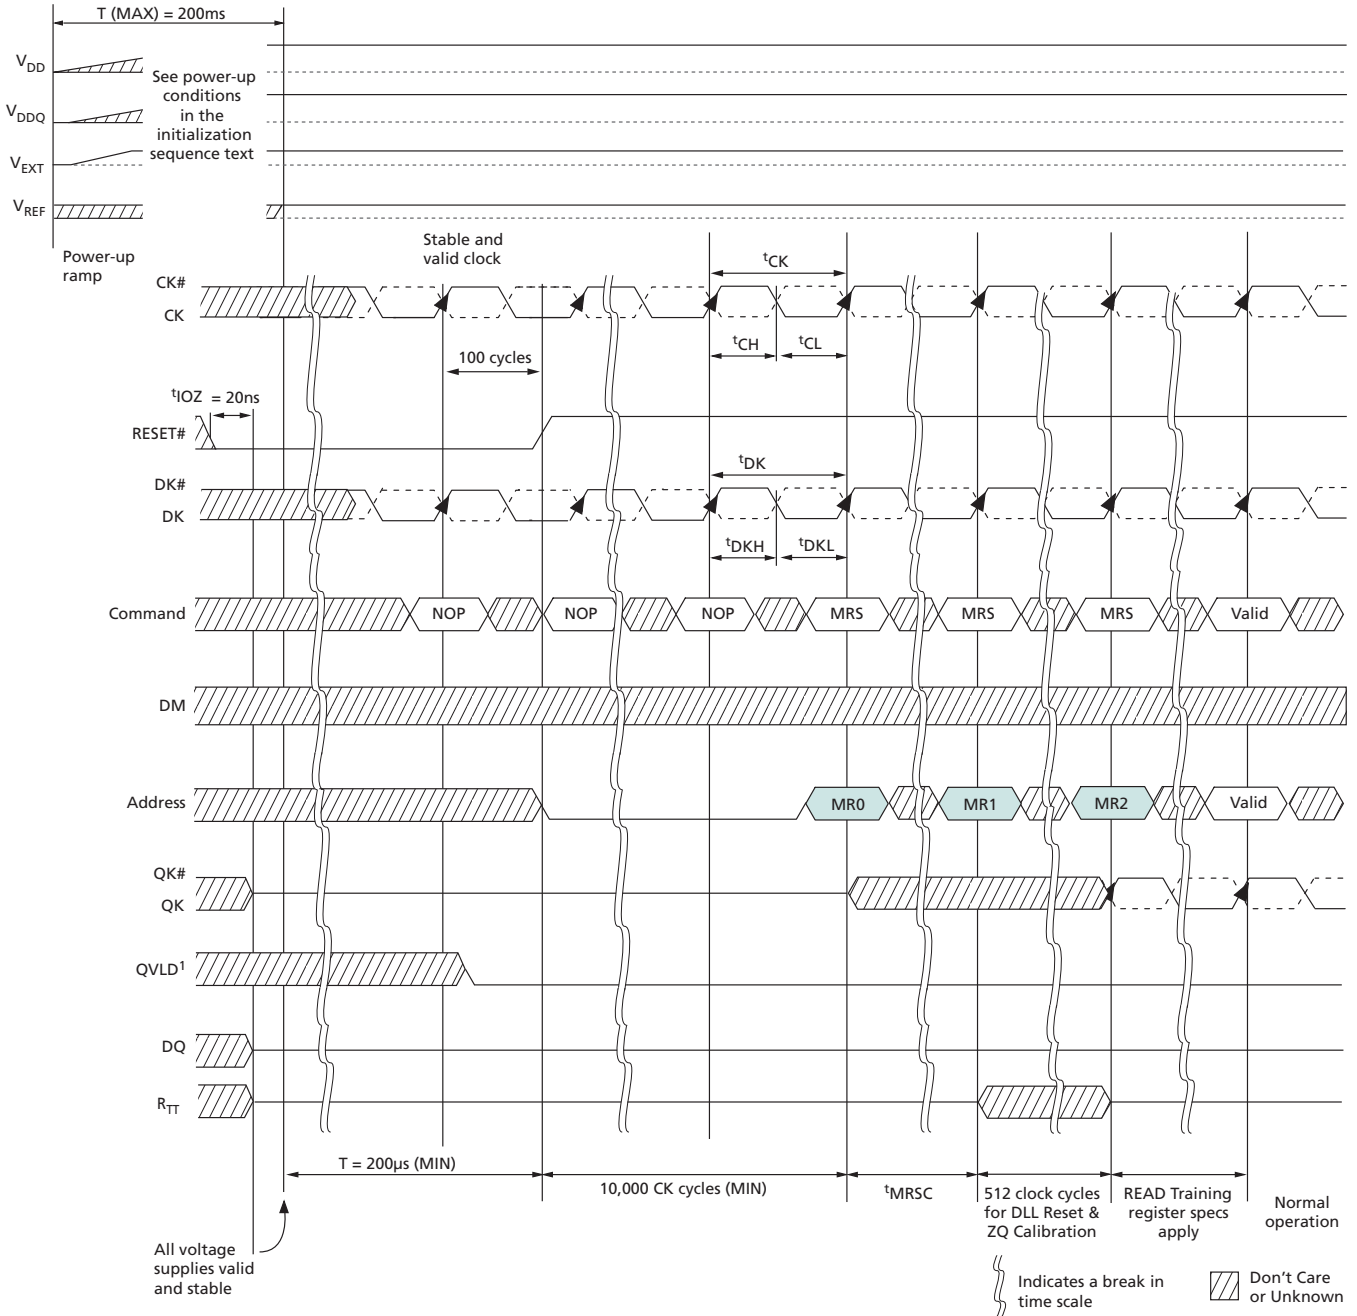 T (MAX) = 200ms
VDD
See power-up
conditions
in the
initialization
sequence text
VDDQ
VEXT
VREF
Power-up
ramp
Stable and
valid clock
tCK
CK#
CK
tCH
tCL
100 cycles
tIOZ = 20ns
RESET#
tDK
DK#
DK
tDKH
tDKL
Command
NOP
NOP
NOP
MRS
MRS
MRS
Valid
DM
Address
MR0
MR1
MR2
Valid
QK#
QK
QVLD1
DQ
RTT
T = 200µs (MIN)
10,000 CK cycles (MIN)
tMRSC
512 clock cycles
for DLL Reset &
ZQ Calibration
READ Training
register specs
apply
Normal
operation
All voltage
supplies valid
and stable
Indicates a break in
time scale
Don't Care
or Unknown